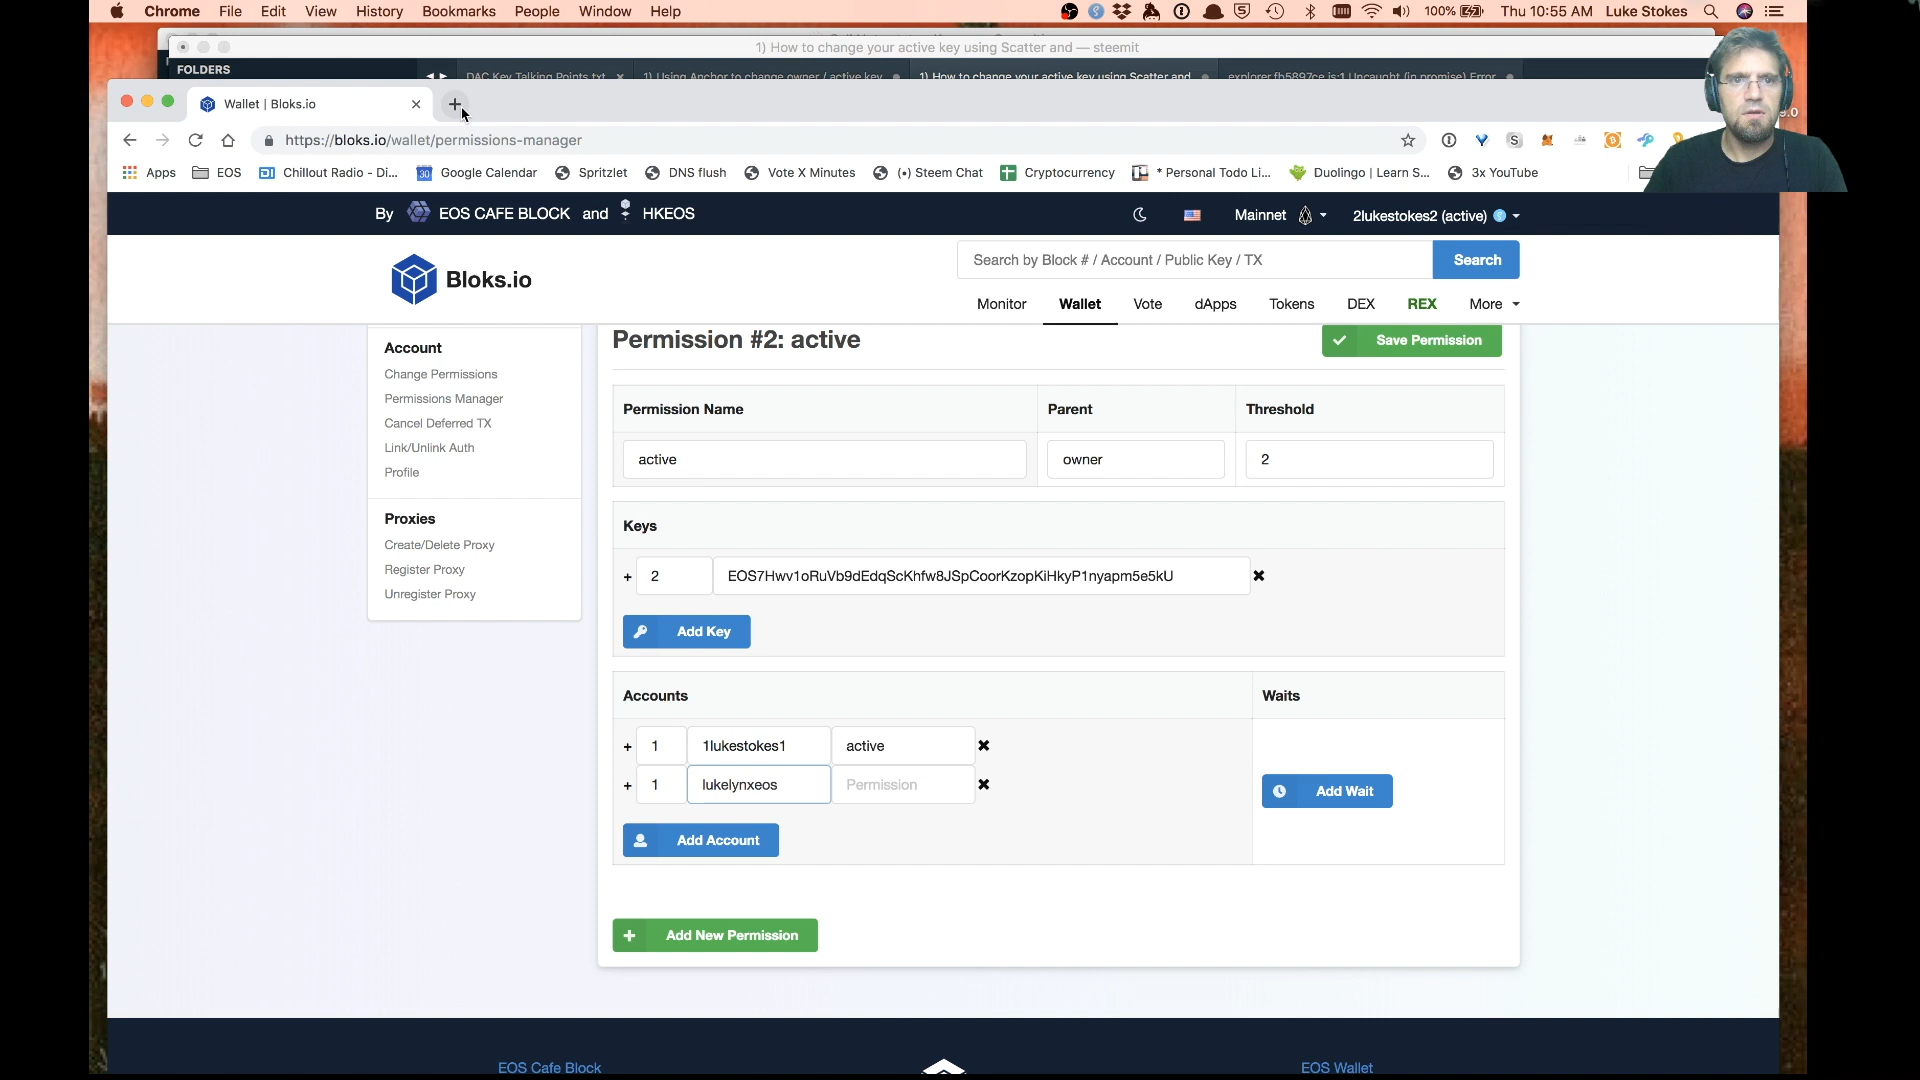 Chrome File Edit View History Bookmarks People Window Help 100% Thu 10:55 AM Luke Stokes
1) How to change your active key using Scatter and — steemit
FOLDERS DAC Key Talking Points.txt 1) Using Anchor to change owner / active key 1) How to change your active key using Scatter and explorer.fb5897ce.js:1 Uncaught (in promise) Error
Wallet | Bloks.io
https://bloks.io/wallet/permissions-manager
Apps EOS Chillout Radio - Di... Google Calendar Spritzlet DNS flush Vote X Minutes (•) Steem Chat Cryptocurrency * Personal Todo Li... Duolingo | Learn S... 3x YouTube
By EOS CAFE BLOCK and HKEOS Mainnet 2lukestokes2 (active)
Bloks.io
Search by Block # / Account / Public Key / TX Search
Monitor Wallet Vote dApps Tokens DEX REX More
Account
Change Permissions
Permissions Manager
Cancel Deferred TX
Link/Unlink Auth
Profile
Proxies
Create/Delete Proxy
Register Proxy
Unregister Proxy
Permission #2: active Save Permission
Permission Name Parent Threshold
active owner 2
Keys
+ 2 EOS7Hwv1oRuVb9dEdqScKhfw8JSpCoorKzopKiHkyP1nyapm5e5kU
Add Key
Accounts Waits
+ 1 1lukestokes1 active
+ 1 lukelynxeos Permission
Add Wait
Add Account
+ Add New Permission
EOS Cafe Block EOS Wallet